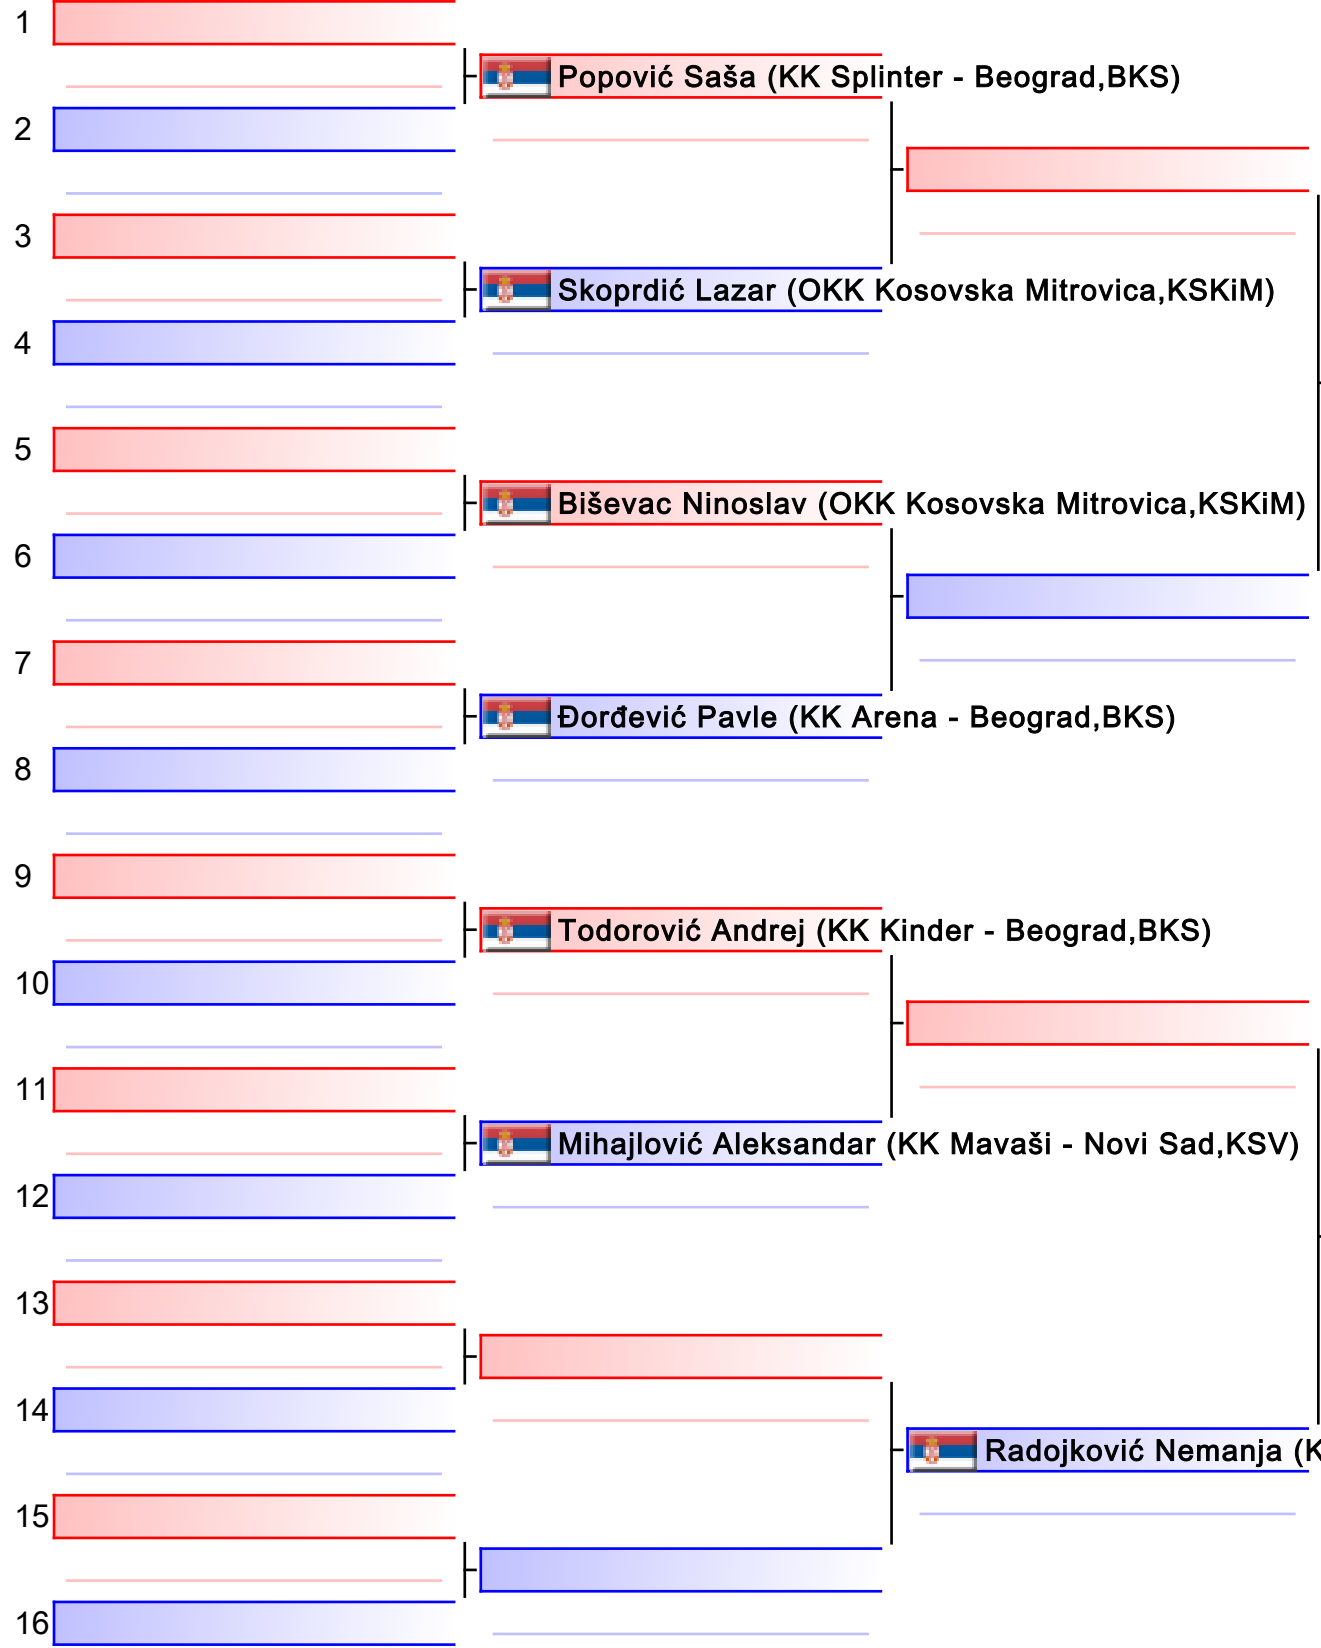 1
Popović Saša (KK Splinter - Beograd,BKS)
2
3
Skoprdić Lazar (OKK Kosovska Mitrovica,KSKiM)
4
5
Biševac Ninoslav (OKK Kosovska Mitrovica,KSKiM)
6
7
Đorđević Pavle (KK Arena - Beograd,BKS)
8
9
Todorović Andrej (KK Kinder - Beograd,BKS)
10
11
Mihajlović Aleksandar (KK Mavaši - Novi Sad,KSV)
12
13
14
Radojković Nemanja (K
15
16